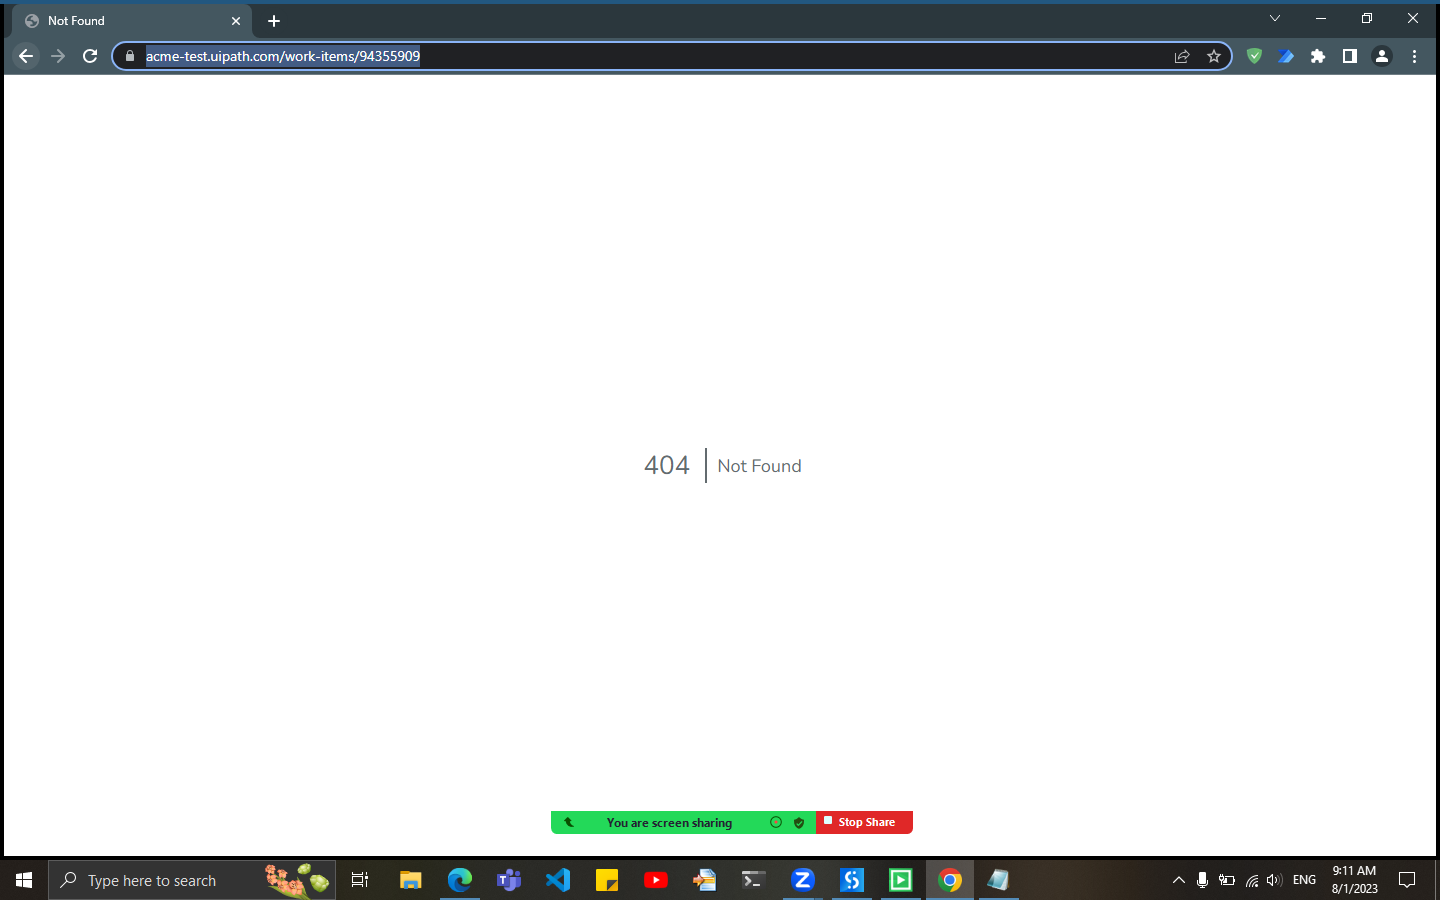 Not Found
acme-test.uipath.com/work-items/94355909
404 Not Found
You are screen sharing Stop Share
Type here to search
ENG
9:11 AM
8/1/2023